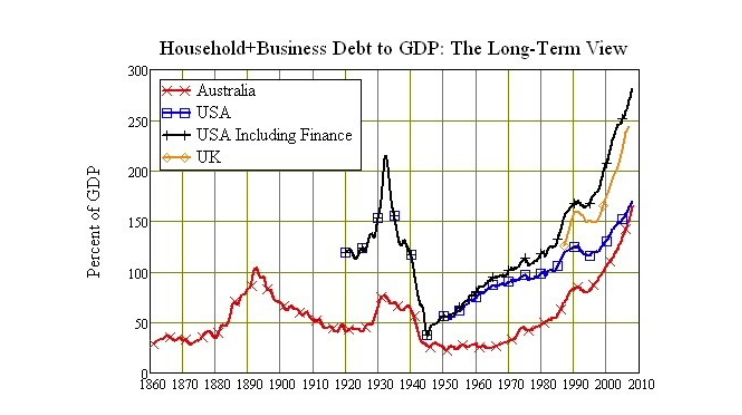 Household+Business Debt to GDP: The Long-Term View
300
250
200
150
100
50
0
Percent of GDP
Australia
USA
USA Including Finance
UK
1860 1870 1880 1890 1900 1910 1920 1930 1940 1950 1960 1970 1980 1990 2000 2010